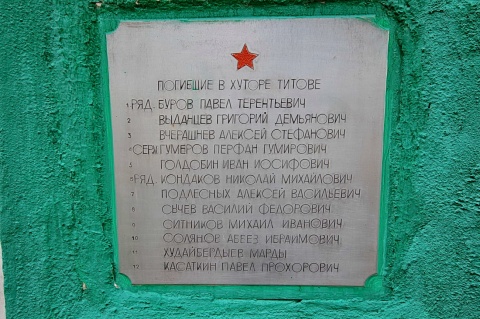 ПОГИБШИЕ В ХУТОРЕ ТИТОВЕ
1 РЯД. БУРОВ ПАВЕЛ ТЕРЕНТЬЕВИЧ
2 ВЫДАНЦЕВ ГРИГОРИЙ ДЕМЬЯНОВИЧ
3 ВЧЕРАШНЕВ АЛЕКСЕЙ СТЕФАНОВИЧ
4 СЕРЖ ГУМЕРОВ ПЕРФАН ГУМИРОВИЧ
5 ГОЛДОБИН ИВАН ИОСИФОВИЧ
6 РЯД. КОНДАКОВ НИКОЛАЙ МИХАЙЛОВИЧ
7 ПОДЛЕСНЫХ АЛЕКСЕЙ ВАСИЛЬЕВИЧ
8 СЫЧЕВ ВАСИЛИЙ ФЕДОРОВИЧ
9 СИТНИКОВ МИХАИЛ ИВАНОВИЧ
10 СОЛЯНОВ АБЕЕЗ ИБРАИМОВИЧ
11 ХУДАЙБЕРДЫЕВ МАРДЫ
12 КАСАТКИН ПАВЕЛ ПРОХОРОВИЧ